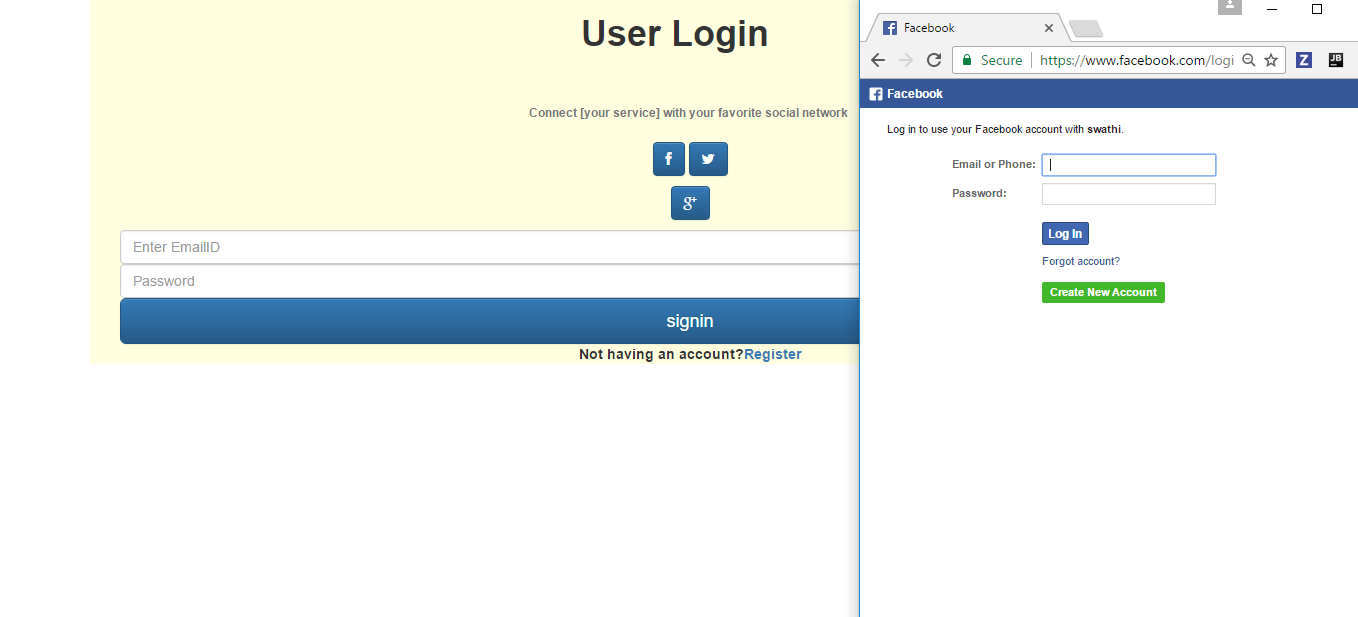 User Login
Connect [your service] with your favorite social network
f
g+
Enter EmailID
Password
signin
Not having an account?Register
Facebook
Secure
https://www.facebook.com/logi
Z
JB
Facebook
Log in to use your Facebook account with swathi.
Email or Phone:
Password:
Log In
Forgot account?
Create New Account